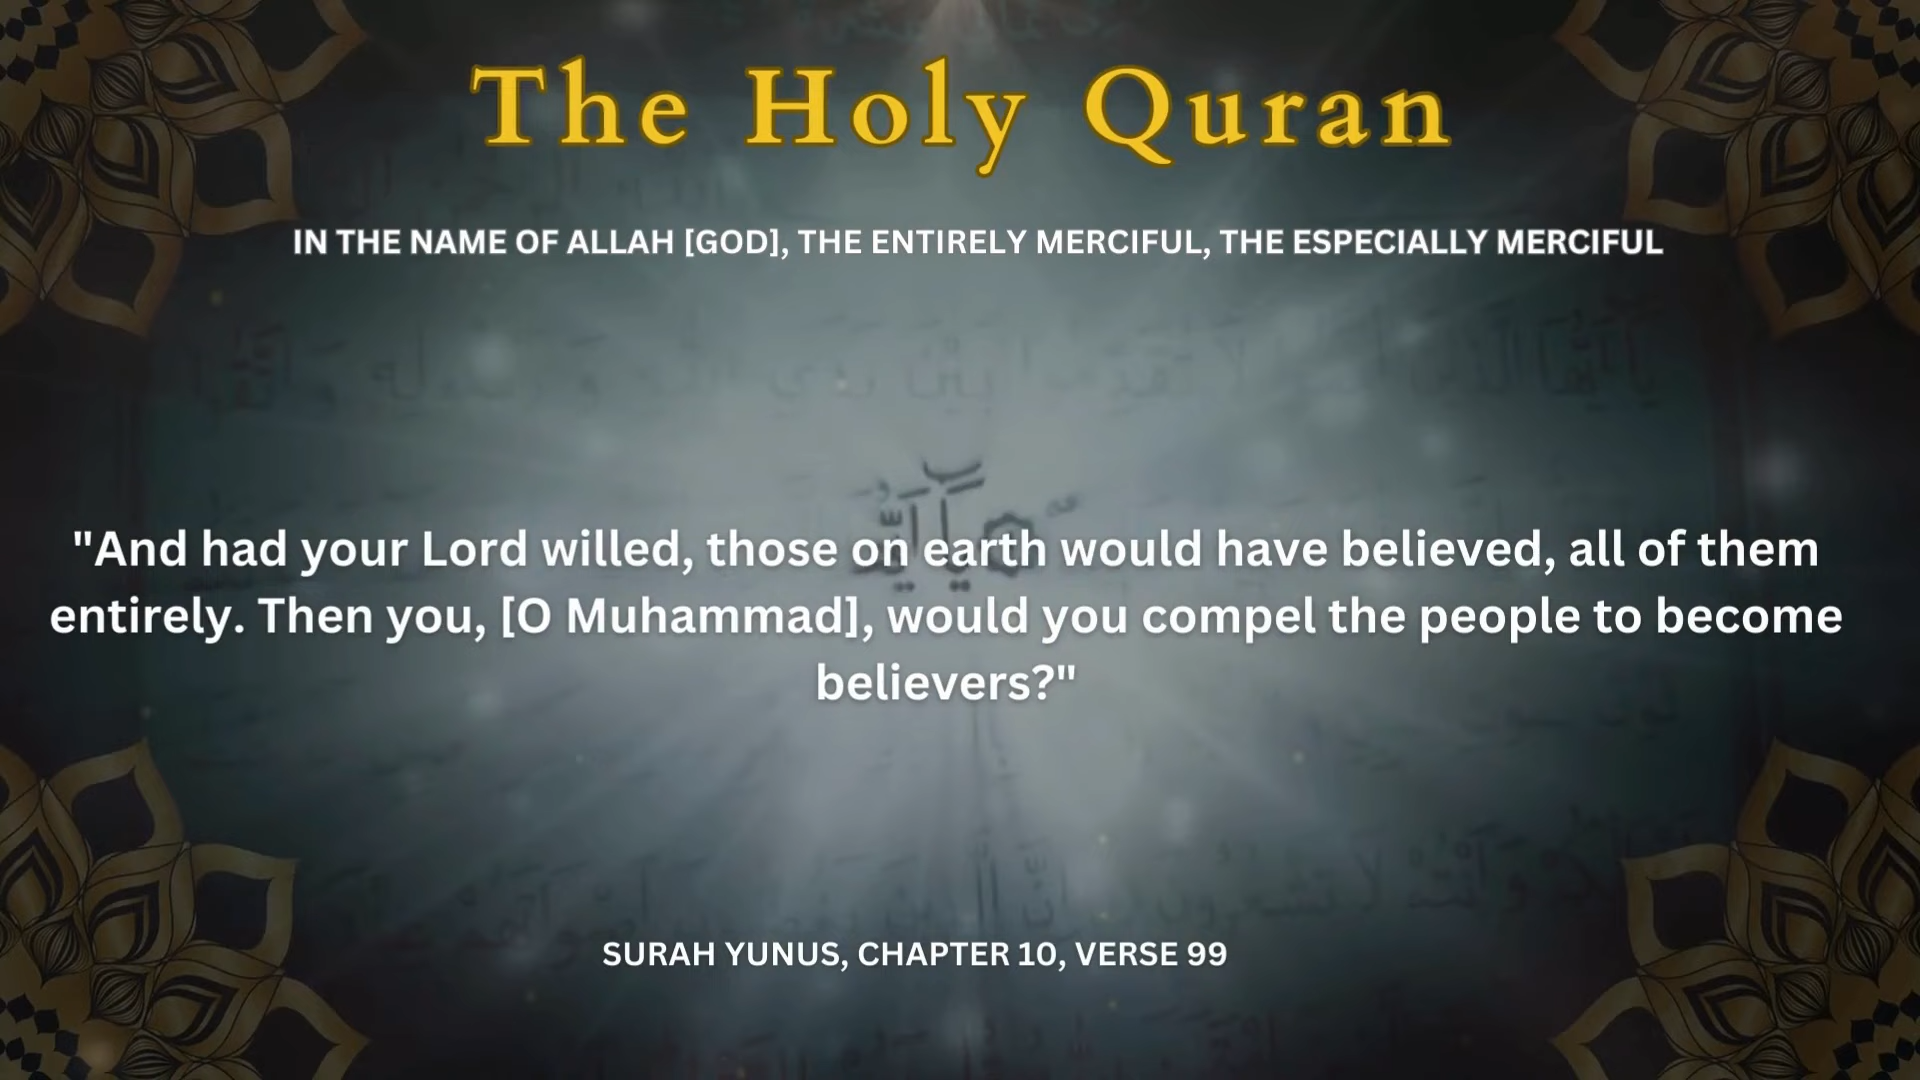 The Holy Quran
IN THE NAME OF ALLAH [GOD], THE ENTIRELY MERCIFUL, THE ESPECIALLY MERCIFUL
"And had your Lord willed, those on earth would have believed, all of them
entirely. Then you, [O Muhammad], would you compel the people to become
believers?"
SURAH YUNUS, CHAPTER 10, VERSE 99